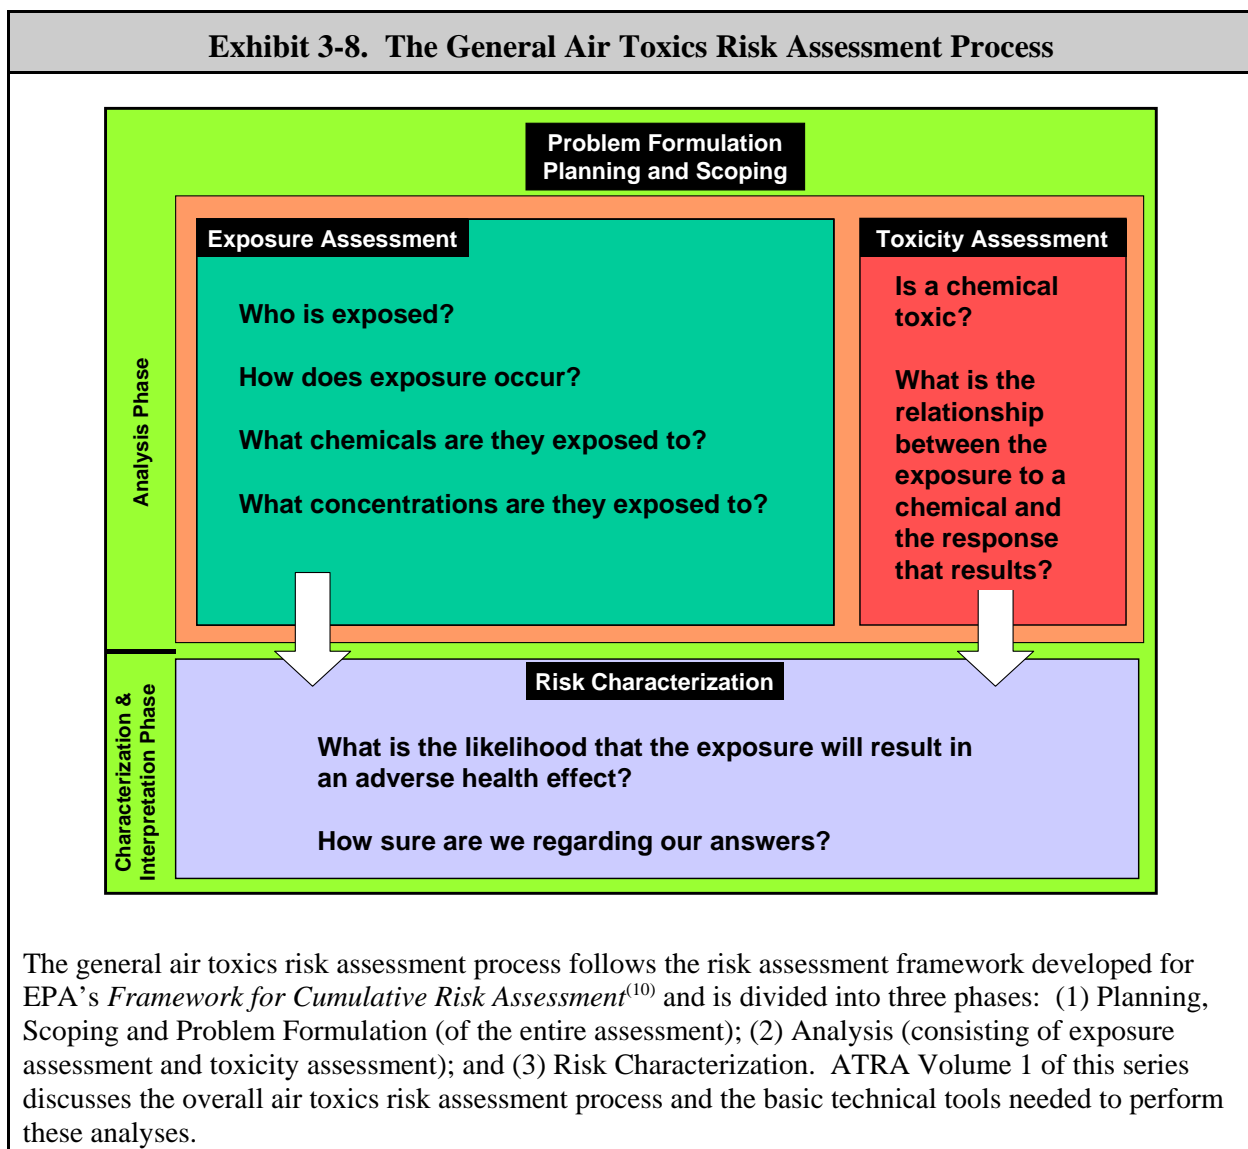 Exhibit 3-8. The General Air Toxics Risk Assessment Process
Problem Formulation
Planning and Scoping
Analysis Phase
Exposure Assessment
Who is exposed?
How does exposure occur?
What chemicals are they exposed to?
What concentrations are they exposed to?
Toxicity Assessment
Is a chemical
toxic?
What is the
relationship
between the
exposure to a
chemical and
the response
that results?
Characterization &
Interpretation Phase
Risk Characterization
What is the likelihood that the exposure will result in
an adverse health effect?
How sure are we regarding our answers?
The general air toxics risk assessment process follows the risk assessment framework developed for
EPA's Framework for Cumulative Risk Assessment(10) and is divided into three phases: (1) Planning,
Scoping and Problem Formulation (of the entire assessment); (2) Analysis (consisting of exposure
assessment and toxicity assessment); and (3) Risk Characterization. ATRA Volume 1 of this series
discusses the overall air toxics risk assessment process and the basic technical tools needed to perform
these analyses.